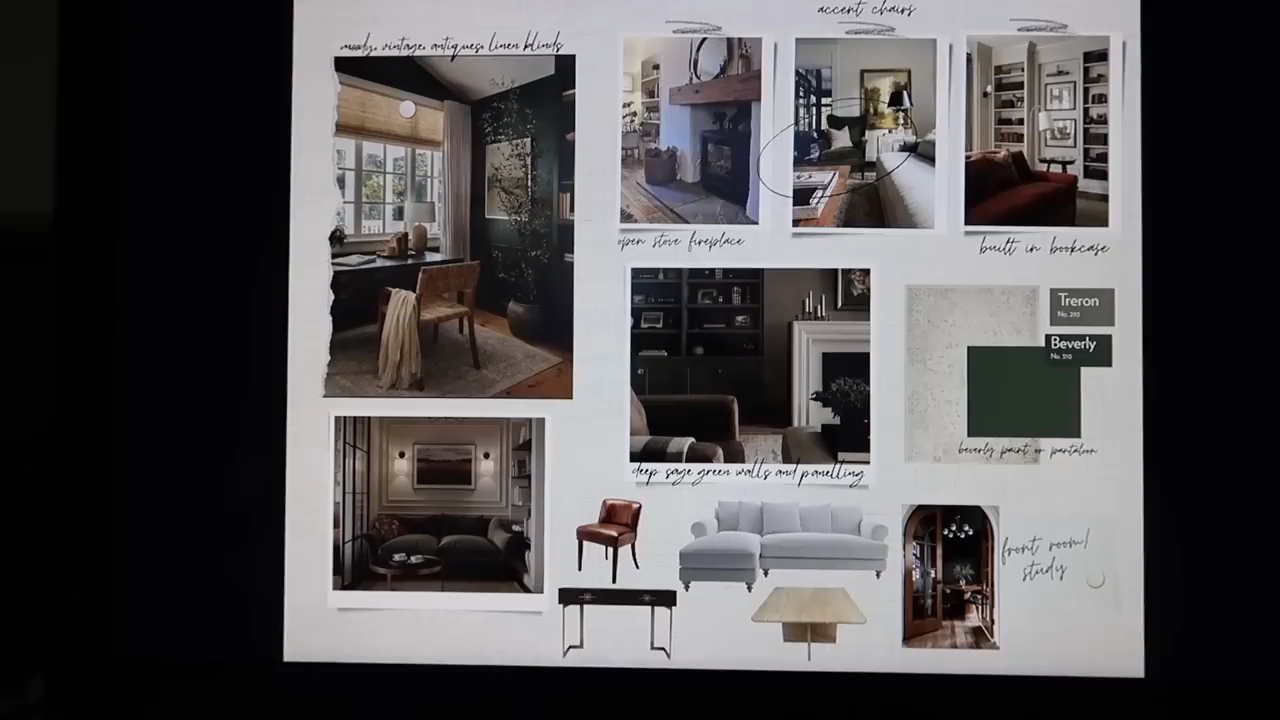 accent chairs
moody, vintage, antiques, linen blinds
open stove fireplace
built in bookcase
Treron
No. 292
Beverly
No. 310
beverly paint or pantaloon
deep sage green walls and panelling
front room/
study